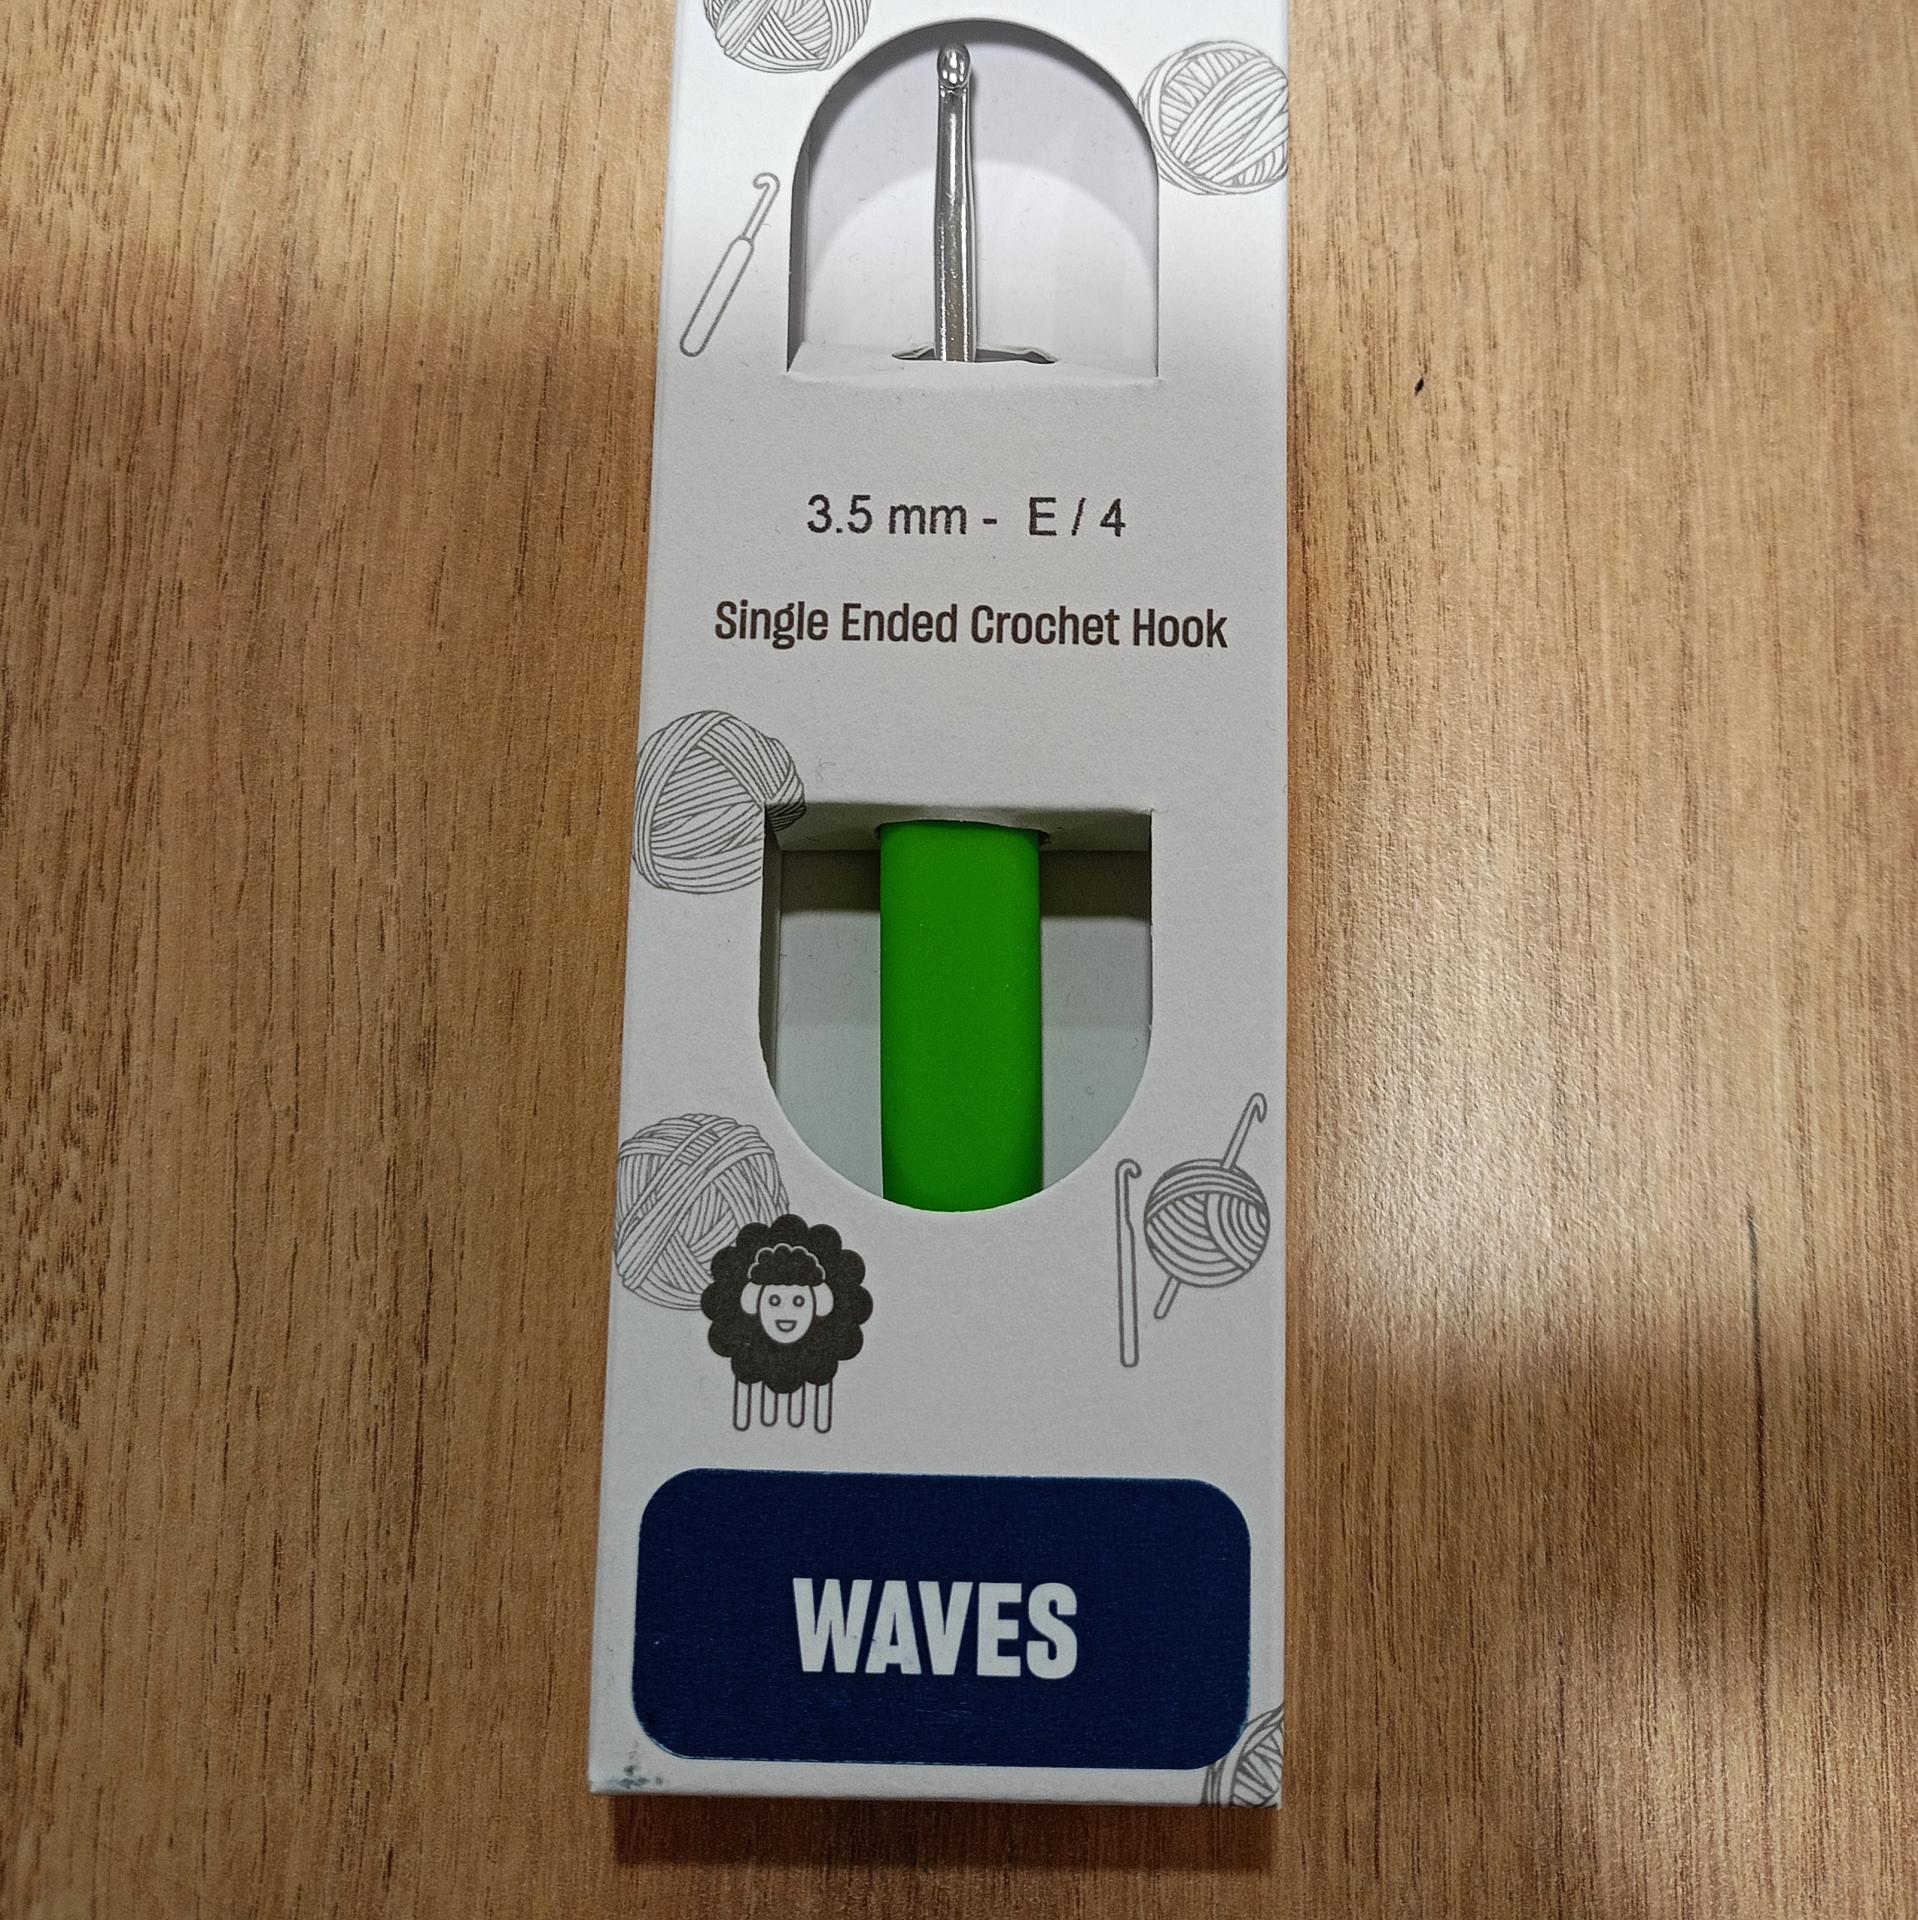 3.5 mm - E / 4
Single Ended Crochet Hook
WAVES